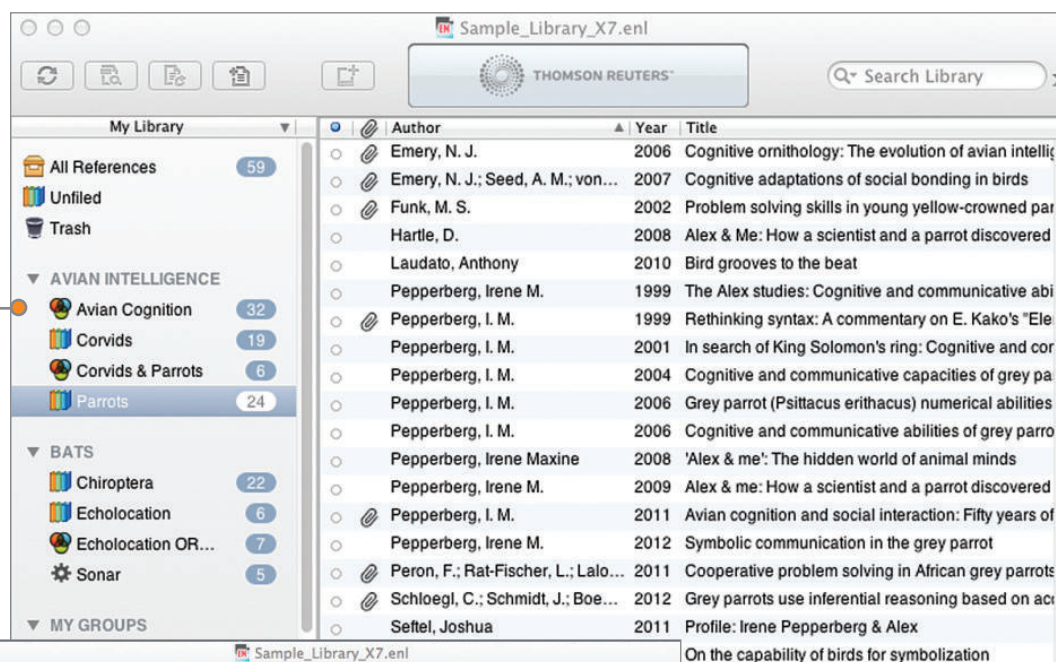 Sample_Library_X7.enl
THOMSON REUTERS™
Search Library
My Library
All References 59
Unfiled
Trash
AVIAN INTELLIGENCE
Avian Cognition 32
Corvids 19
Corvids & Parrots 6
Parrots 24
BATS
Chiroptera 22
Echolocation 6
Echolocation OR... 7
Sonar 5
MY GROUPS
Author Year Title
Emery, N. J. 2006 Cognitive ornithology: The evolution of avian
Emery, N. J.; Seed, A. M.; von... 2007 Cognitive adaptations of social bonding in birds
Funk, M. S. 2002 Problem solving skills in young yellow-crowned
Hartle, D. 2008 Alex & Me: How a scientist and a parrot discovered
Laudato, Anthony 2010 Bird grooves to the beat
Pepperberg, Irene M. 1999 The Alex studies: Cognitive and communicative abi
Pepperberg, I. M. 1999 Rethinking syntax: A commentary on E. Kako's "Ele
Pepperberg, I. M. 2001 In search of King Solomon's ring: Cognitive and
Pepperberg, I. M. 2004 Cognitive and communicative capacities of grey
Pepperberg, I. M. 2006 Grey parrot (Psittacus erithacus) numerical abilities
Pepperberg, I. M. 2006 Cognitive and communicative abilities of grey parro
Pepperberg, Irene Maxine 2008 'Alex & me': The hidden world of animal minds
Pepperberg, Irene M. 2009 Alex & me: How a scientist and a parrot discovered
Pepperberg, I. M. 2011 Avian cognition and social interaction: Fifty years of
Pepperberg, Irene M. 2012 Symbolic communication in the grey parrot
Peron, F.; Rat-Fischer, L.; Lalo... 2011 Cooperative problem solving in African grey parrots
Schloegl, C.; Schmidt, J.; Boe... 2012 Grey parrots use inferential reasoning based on
Seftel, Joshua 2011 Profile: Irene Pepperberg & Alex
On the capability of birds for symbolization
Sample_Library_X7.enl